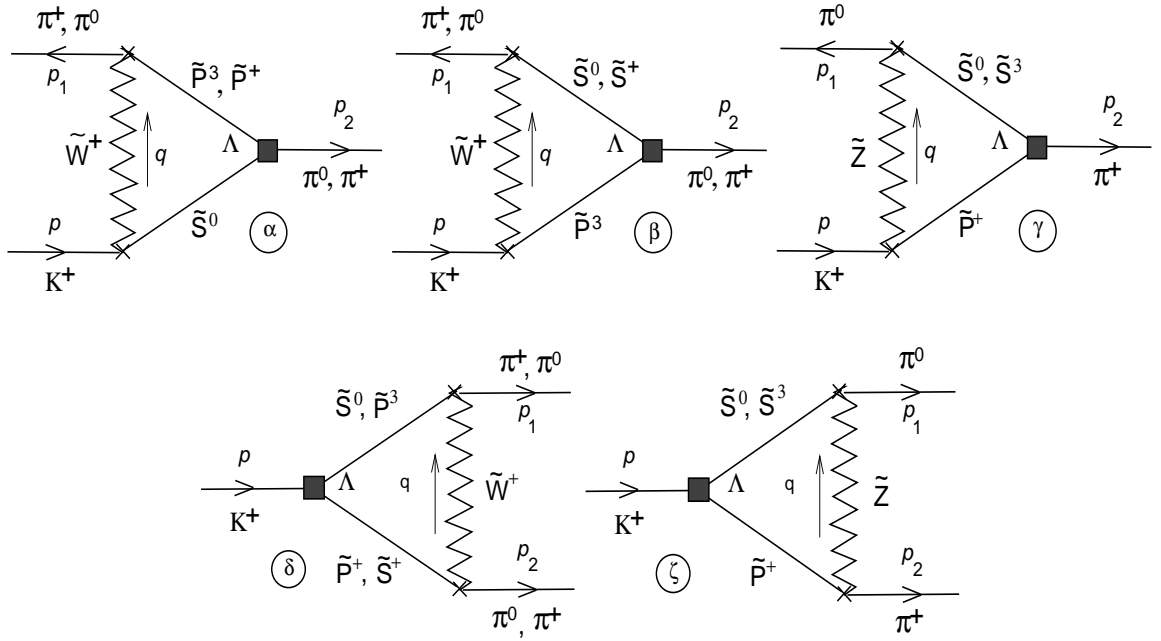 π⁺, π⁰
p₁
P̃³, P̃⁺
W̃⁺
q
Λ
p₂
π⁰, π⁺
p
S̃⁰
K⁺
α
π⁺, π⁰
p₁
S̃⁰, S̃⁺
W̃⁺
q
Λ
p₂
π⁰, π⁺
p
P̃³
K⁺
β
π⁰
p₁
S̃⁰, S̃³
Z̃
q
Λ
p₂
π⁺
p
P̃⁺
K⁺
γ
π⁺, π⁰
S̃⁰, P̃³
p₁
p
Λ
q
W̃⁺
K⁺
P̃⁺, S̃⁺
p₂
δ
π⁰, π⁺
π⁰
S̃⁰, S̃³
p₁
p
Λ
q
Z̃
K⁺
P̃⁺
p₂
ζ
π⁺